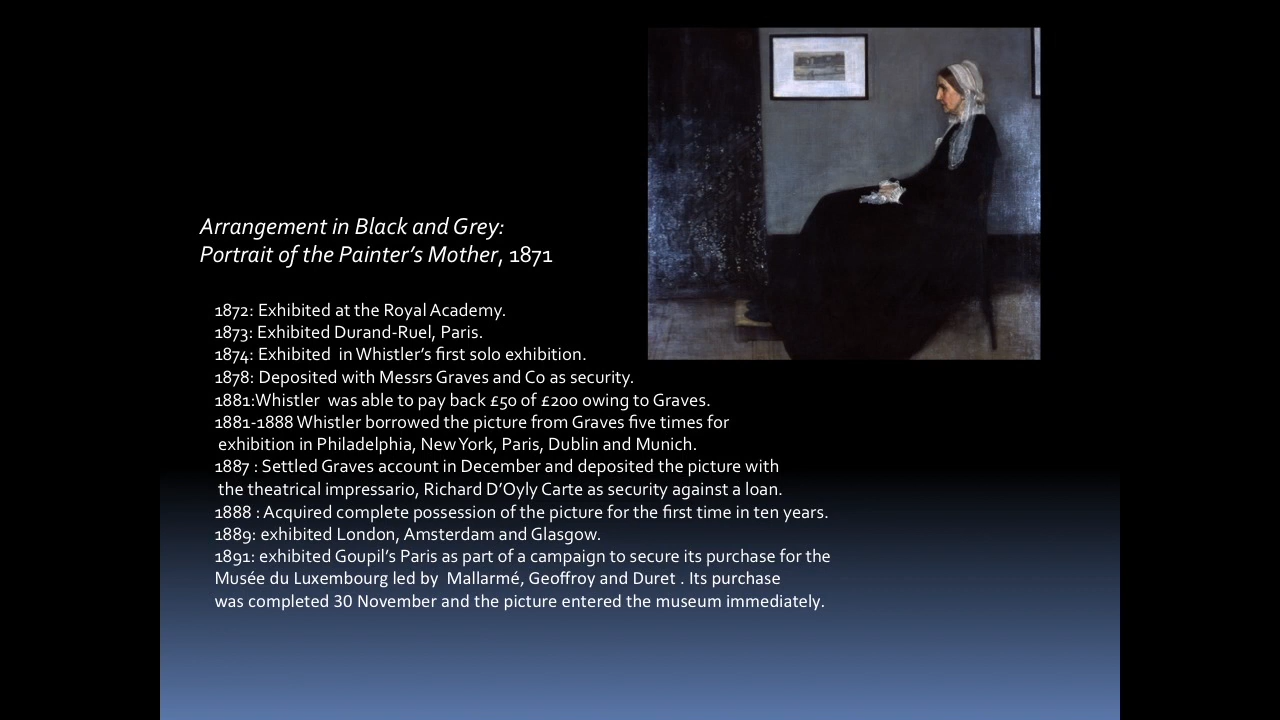 Arrangement in Black and Grey:
Portrait of the Painter’s Mother, 1871
1872: Exhibited at the Royal Academy.
1873: Exhibited Durand-Ruel, Paris.
1874: Exhibited  in Whistler’s first solo exhibition.
1878: Deposited with Messrs Graves and Co as security.
1881:Whistler  was able to pay back £50 of £200 owing to Graves.
1881-1888 Whistler borrowed the picture from Graves five times for
exhibition in Philadelphia, New York, Paris, Dublin and Munich.
1887 : Settled Graves account in December and deposited the picture with
the theatrical impressario, Richard D’Oyly Carte as security against a loan.
1888 : Acquired complete possession of the picture for the first time in ten years.
1889: exhibited London, Amsterdam and Glasgow.
1891: exhibited Goupil’s Paris as part of a campaign to secure its purchase for the
Musée du Luxembourg led by  Mallarmé, Geoffroy and Duret . Its purchase
was completed 30 November and the picture entered the museum immediately.